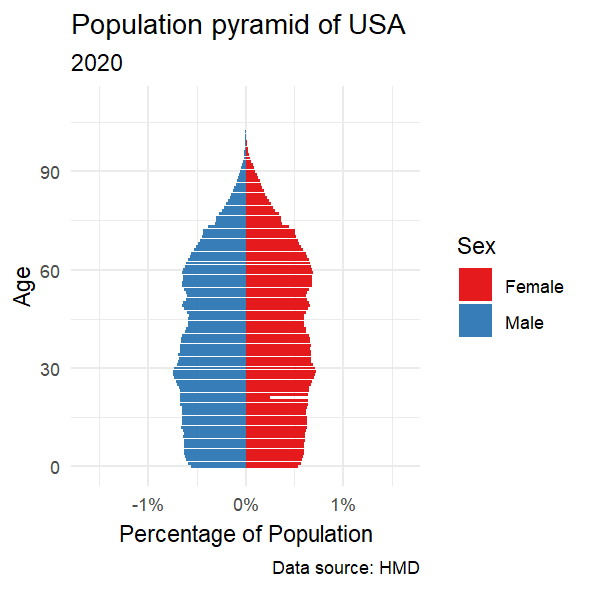 Population pyramid of USA
2020
Age
90
60
30
0
-1% 0% 1%
Percentage of Population
Data source: HMD
Sex
Female
Male